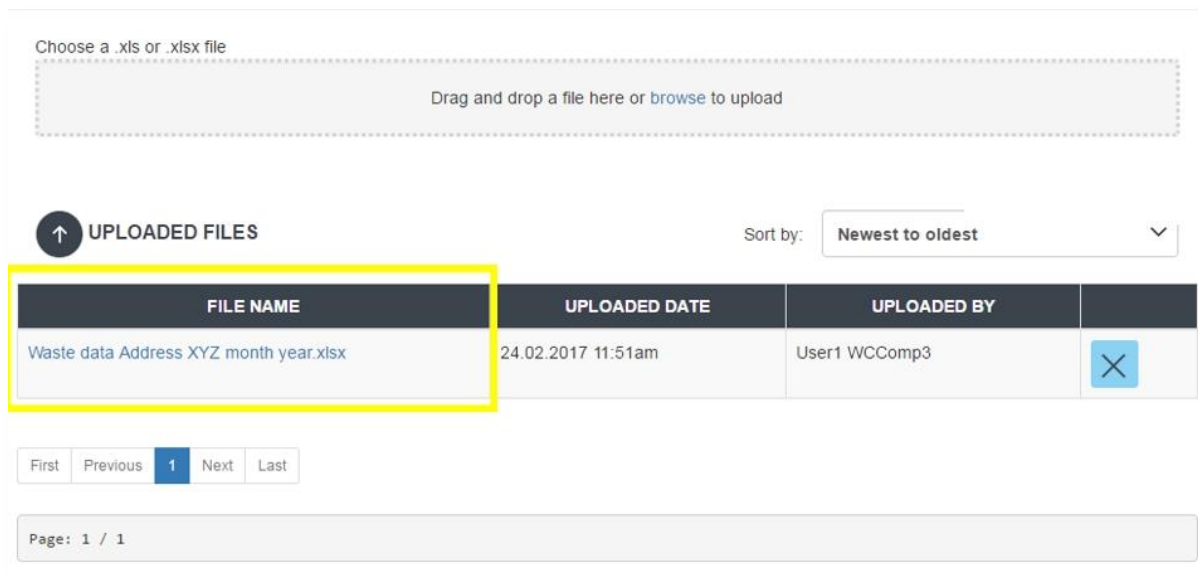 Choose a .xls or .xlsx file
Drag and drop a file here or browse to upload
UPLOADED FILES
Sort by: Newest to oldest
FILE NAME UPLOADED DATE UPLOADED BY
Waste data Address XYZ month year.xlsx 24.02.2017 11:51am User1 WCComp3
First Previous 1 Next Last
Page: 1 / 1